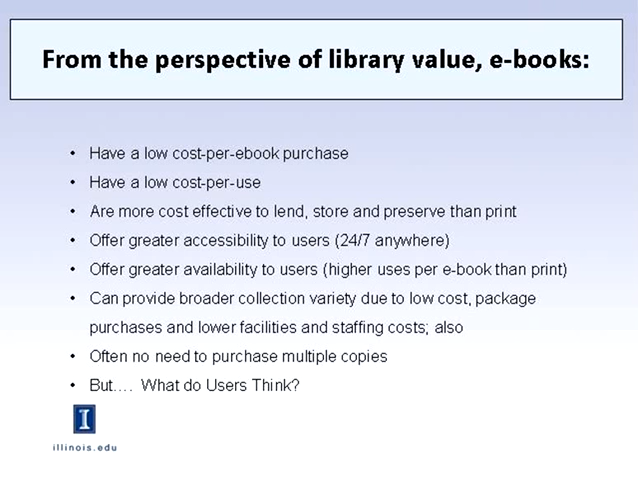 From the perspective of library value, e-books:
• Have a low cost-per-ebook purchase
• Have a low cost-per-use
• Are more cost effective to lend, store and preserve than print
• Offer greater accessibility to users (24/7 anywhere)
• Offer greater availability to users (higher uses per e-book than print)
• Can provide broader collection variety due to low cost, package
purchases and lower facilities and staffing costs; also
• Often no need to purchase multiple copies
• But…. What do Users Think?
I
illinois.edu